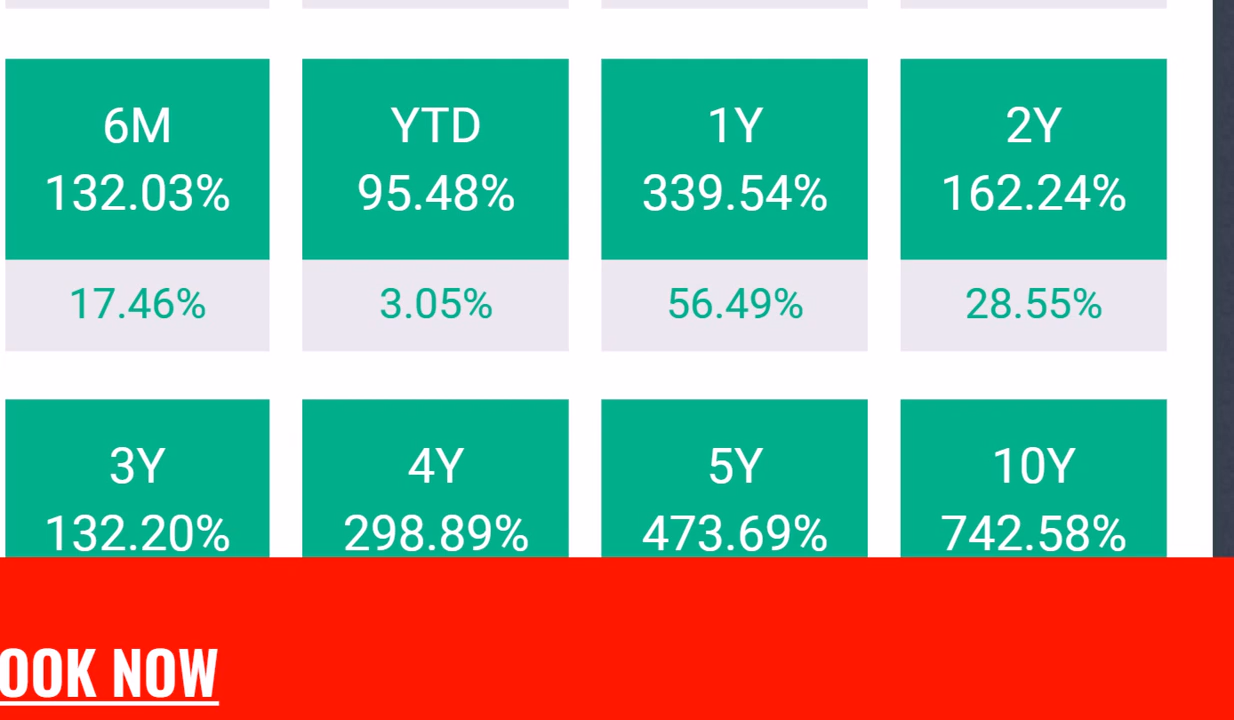 6M YTD 1Y 2Y
132.03% 95.48% 339.54% 162.24%
17.46% 3.05% 56.49% 28.55%
3Y 4Y 5Y 10Y
132.20% 298.89% 473.69% 742.58%
OOK NOW